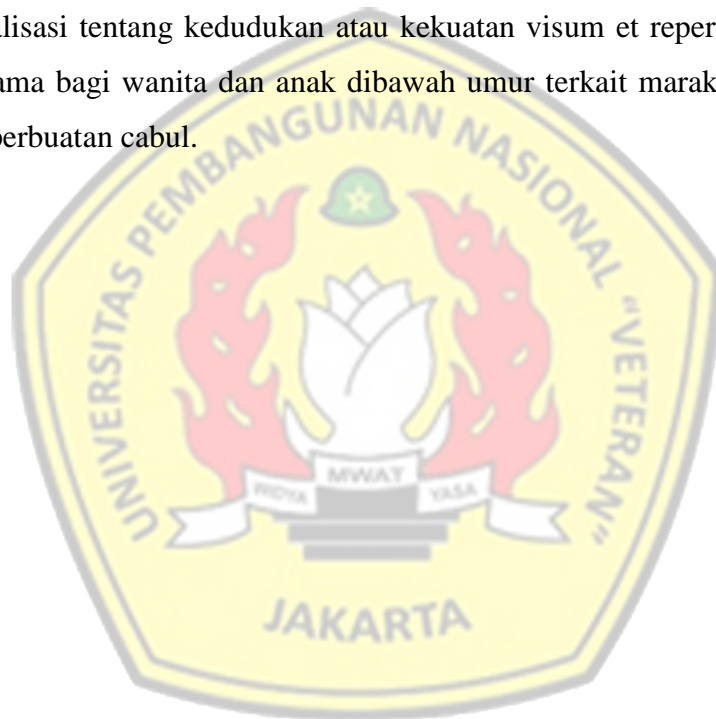 alisasi tentang kedudukan atau kekuatan visum et reper
ama bagi wanita dan anak dibawah umur terkait marak
perbuatan cabul.
UNIVERSITAS PEMBANGUNAN NASIONAL "VETERAN"
WIDYA MWAT YASA
JAKARTA